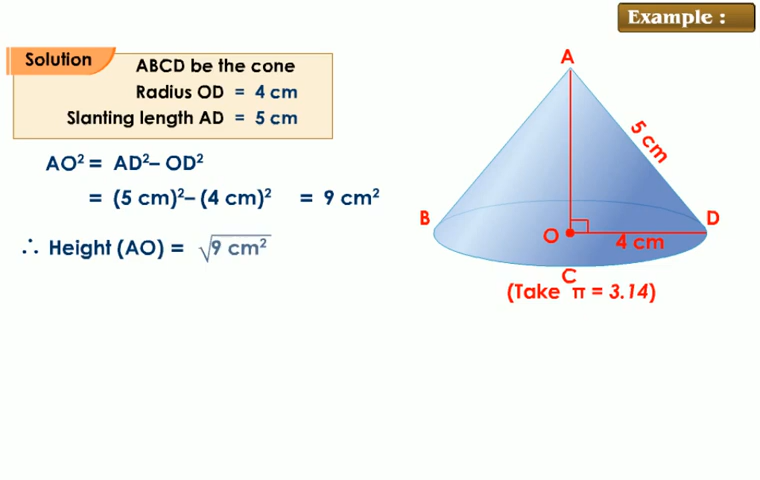 Example :
Solution
ABCD be the cone
Radius OD = 4 cm
Slanting length AD = 5 cm
AO² = AD² – OD²
= (5 cm)² – (4 cm)² = 9 cm²
∴ Height (AO) = √9 cm²
A
5 cm
B
D
O
4 cm
C
(Take π = 3.14)